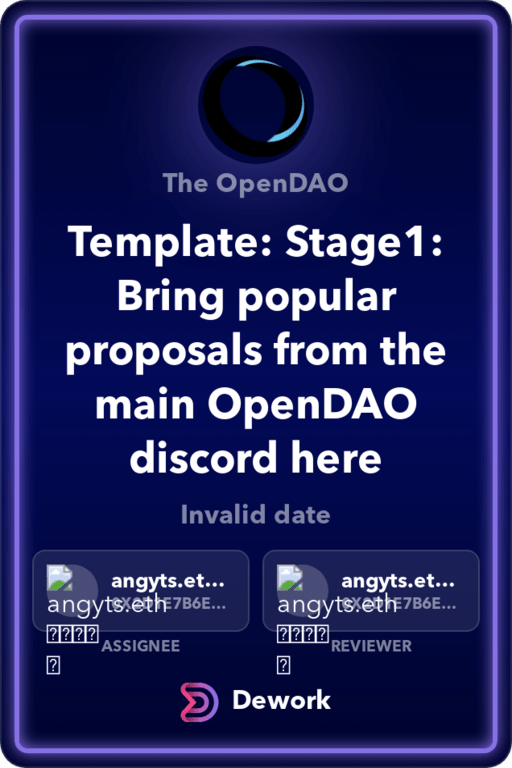 The OpenDAO
Template: Stage1:
Bring popular
proposals from the
main OpenDAO
discord here
Invalid date
angyts.et...
angyts.eth
ASSIGNEE
angyts.et...
angyts.eth
REVIEWER
Dework